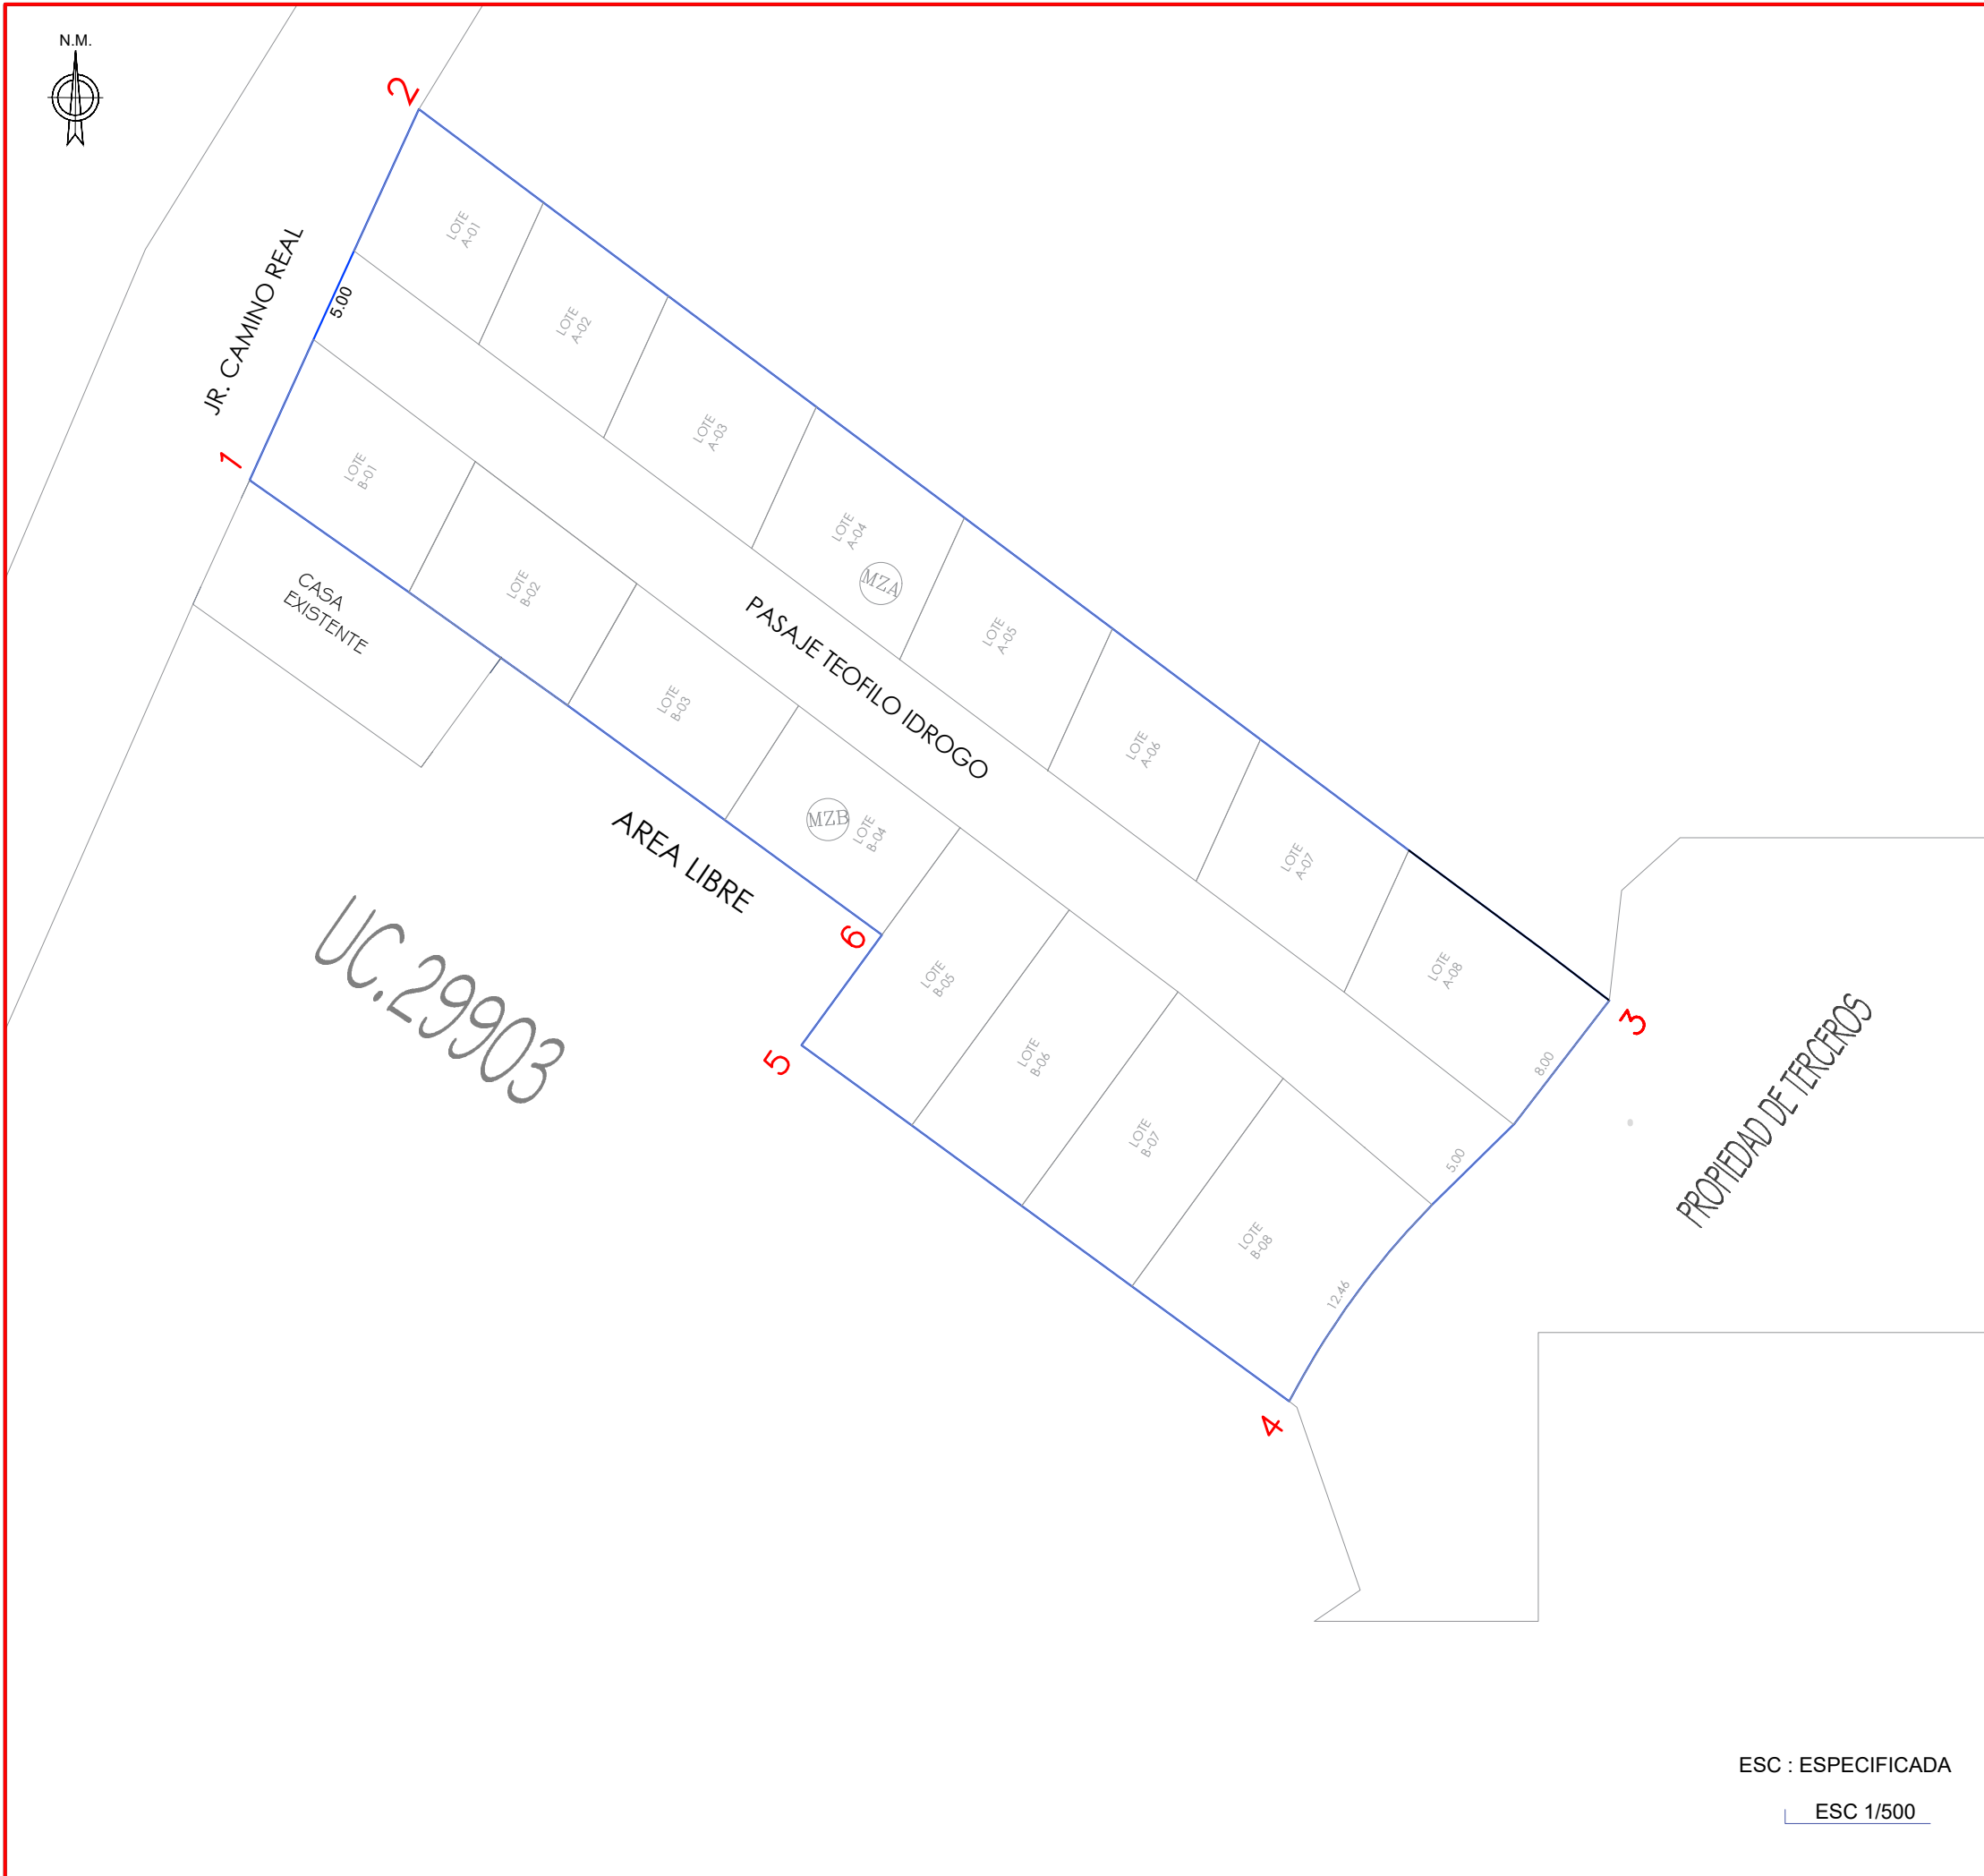 N.M.
2
LOTE
A-01
JR. CAMINO REAL
5.00
LOTE
A-02
1
LOTE
B-01
LOTE
A-03
LOTE
A-04
MZA
CASA
EXISTENTE
LOTE
B-02
PASAJE TEOFILO IDROGO
LOTE
A-05
LOTE
B-03
LOTE
A-06
AREA LIBRE
MZB
LOTE
B-04
LOTE
A-07
UC.29903
6
LOTE
B-05
LOTE
A-08
3
5
LOTE
B-06
8.00
PROPIEDAD DE TERCEROS
LOTE
B-07
5.00
LOTE
B-08
12.46
4
ESC : ESPECIFICADA
ESC 1/500